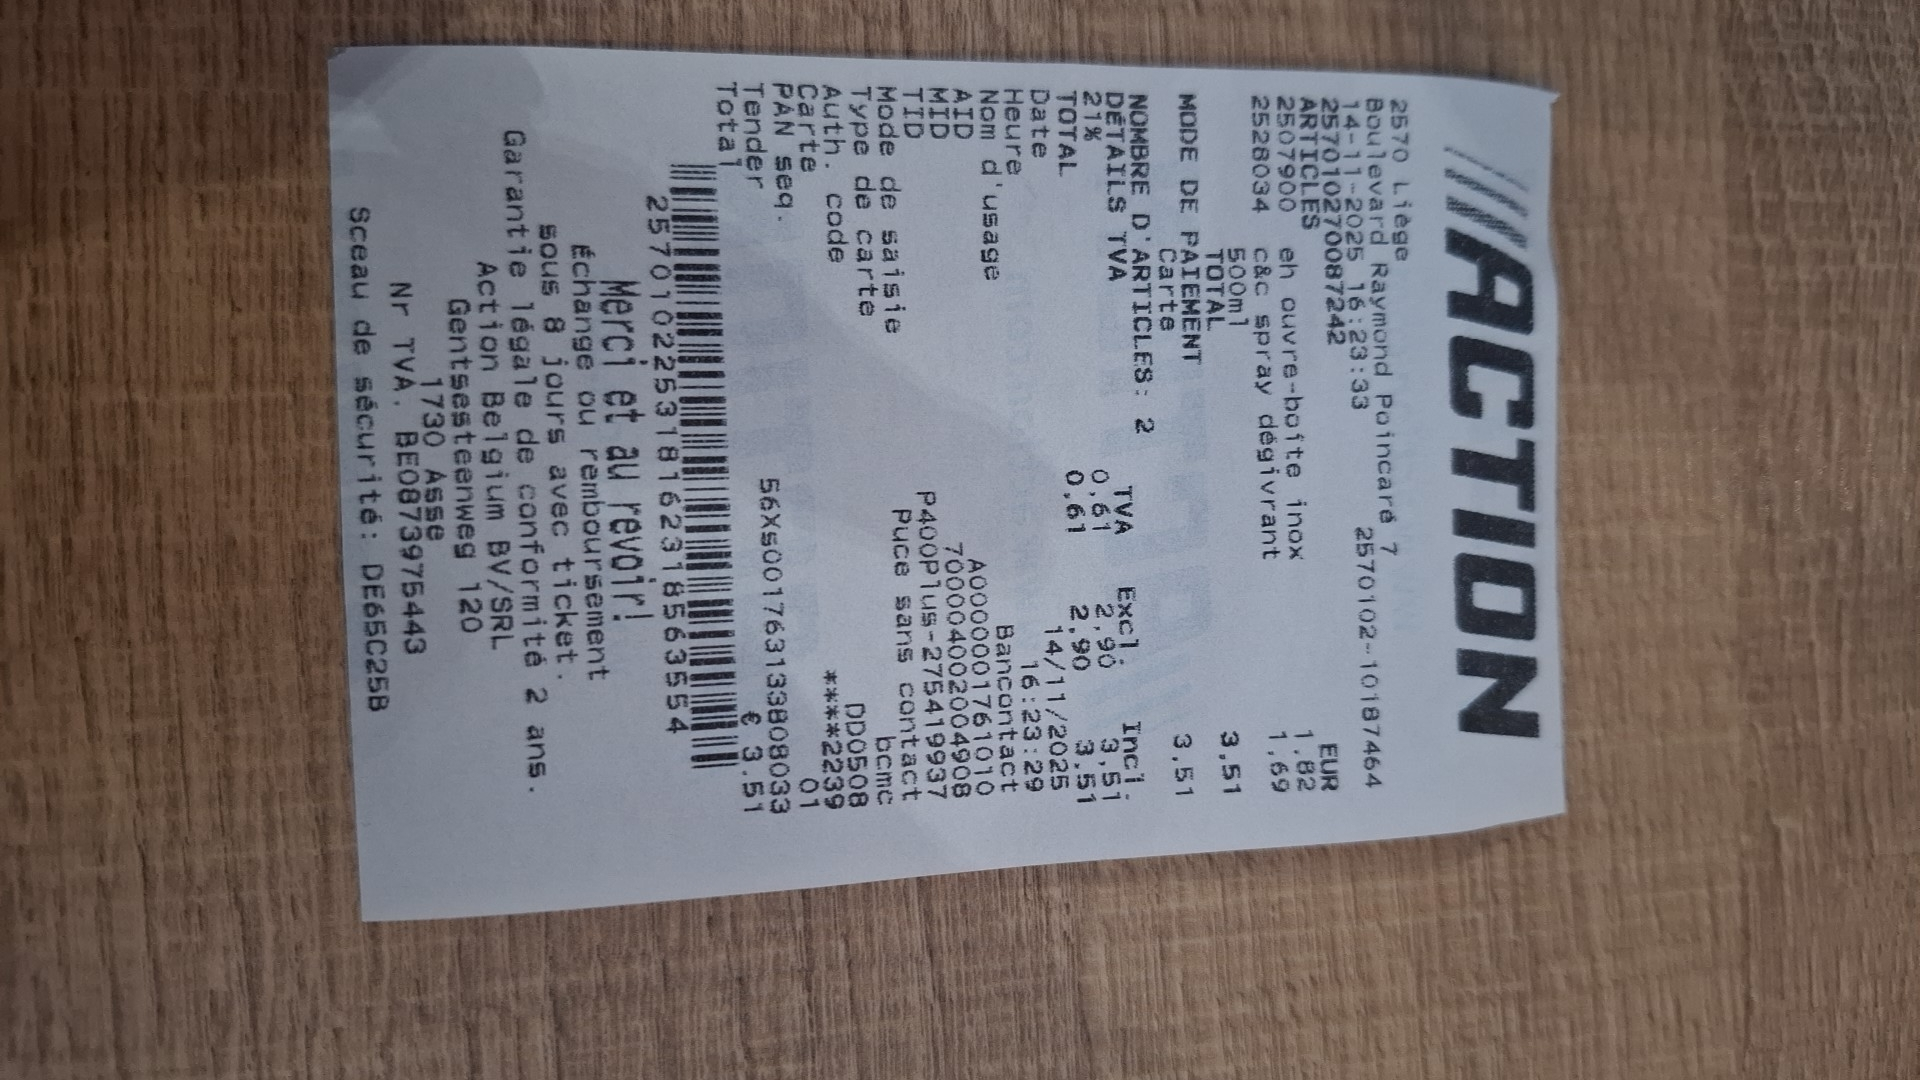 ACTION
2570 Liège
Boulevard Raymond Poincaré 7
14-11-2025 16:23:33 2570102-10187464
257010270087242
ARTICLES EUR
2507900 eh ouvre-boîte inox 1.82
2528034 c&c spray dégivrant 1,69
500ml
TOTAL 3,51
MODE DE PAIEMENT
Carte 3,51
NOMBRE D'ARTICLES: 2
DÉTAILS TVA TVA Excl. Incl.
21% 0,61 2,90 3,51
TOTAL 0,61 2,90 3,51
Date 14/11/2025
Heure 16:23:29
Nom d'usage Bancontact
AID A0000001761010
MID 700004002004908
TID P400Plus-275419937
Mode de saisie Puce sans contact
Type de carte bcmc
Auth. code DD0508
Carte ****2239
PAN seq. 01
Tender 56Xs001763133808033
Total € 3.51
2570102253181623185635​54
Merci et au revoir!
Échange ou remboursement
sous 8 jours avec ticket.
Garantie légale de conformité 2 ans.
Action Belgium BV/SRL
Gentsesteenweg 120
1730 Asse
Nr TVA. BE0873975443
Sceau de sécurité: DE65C25B